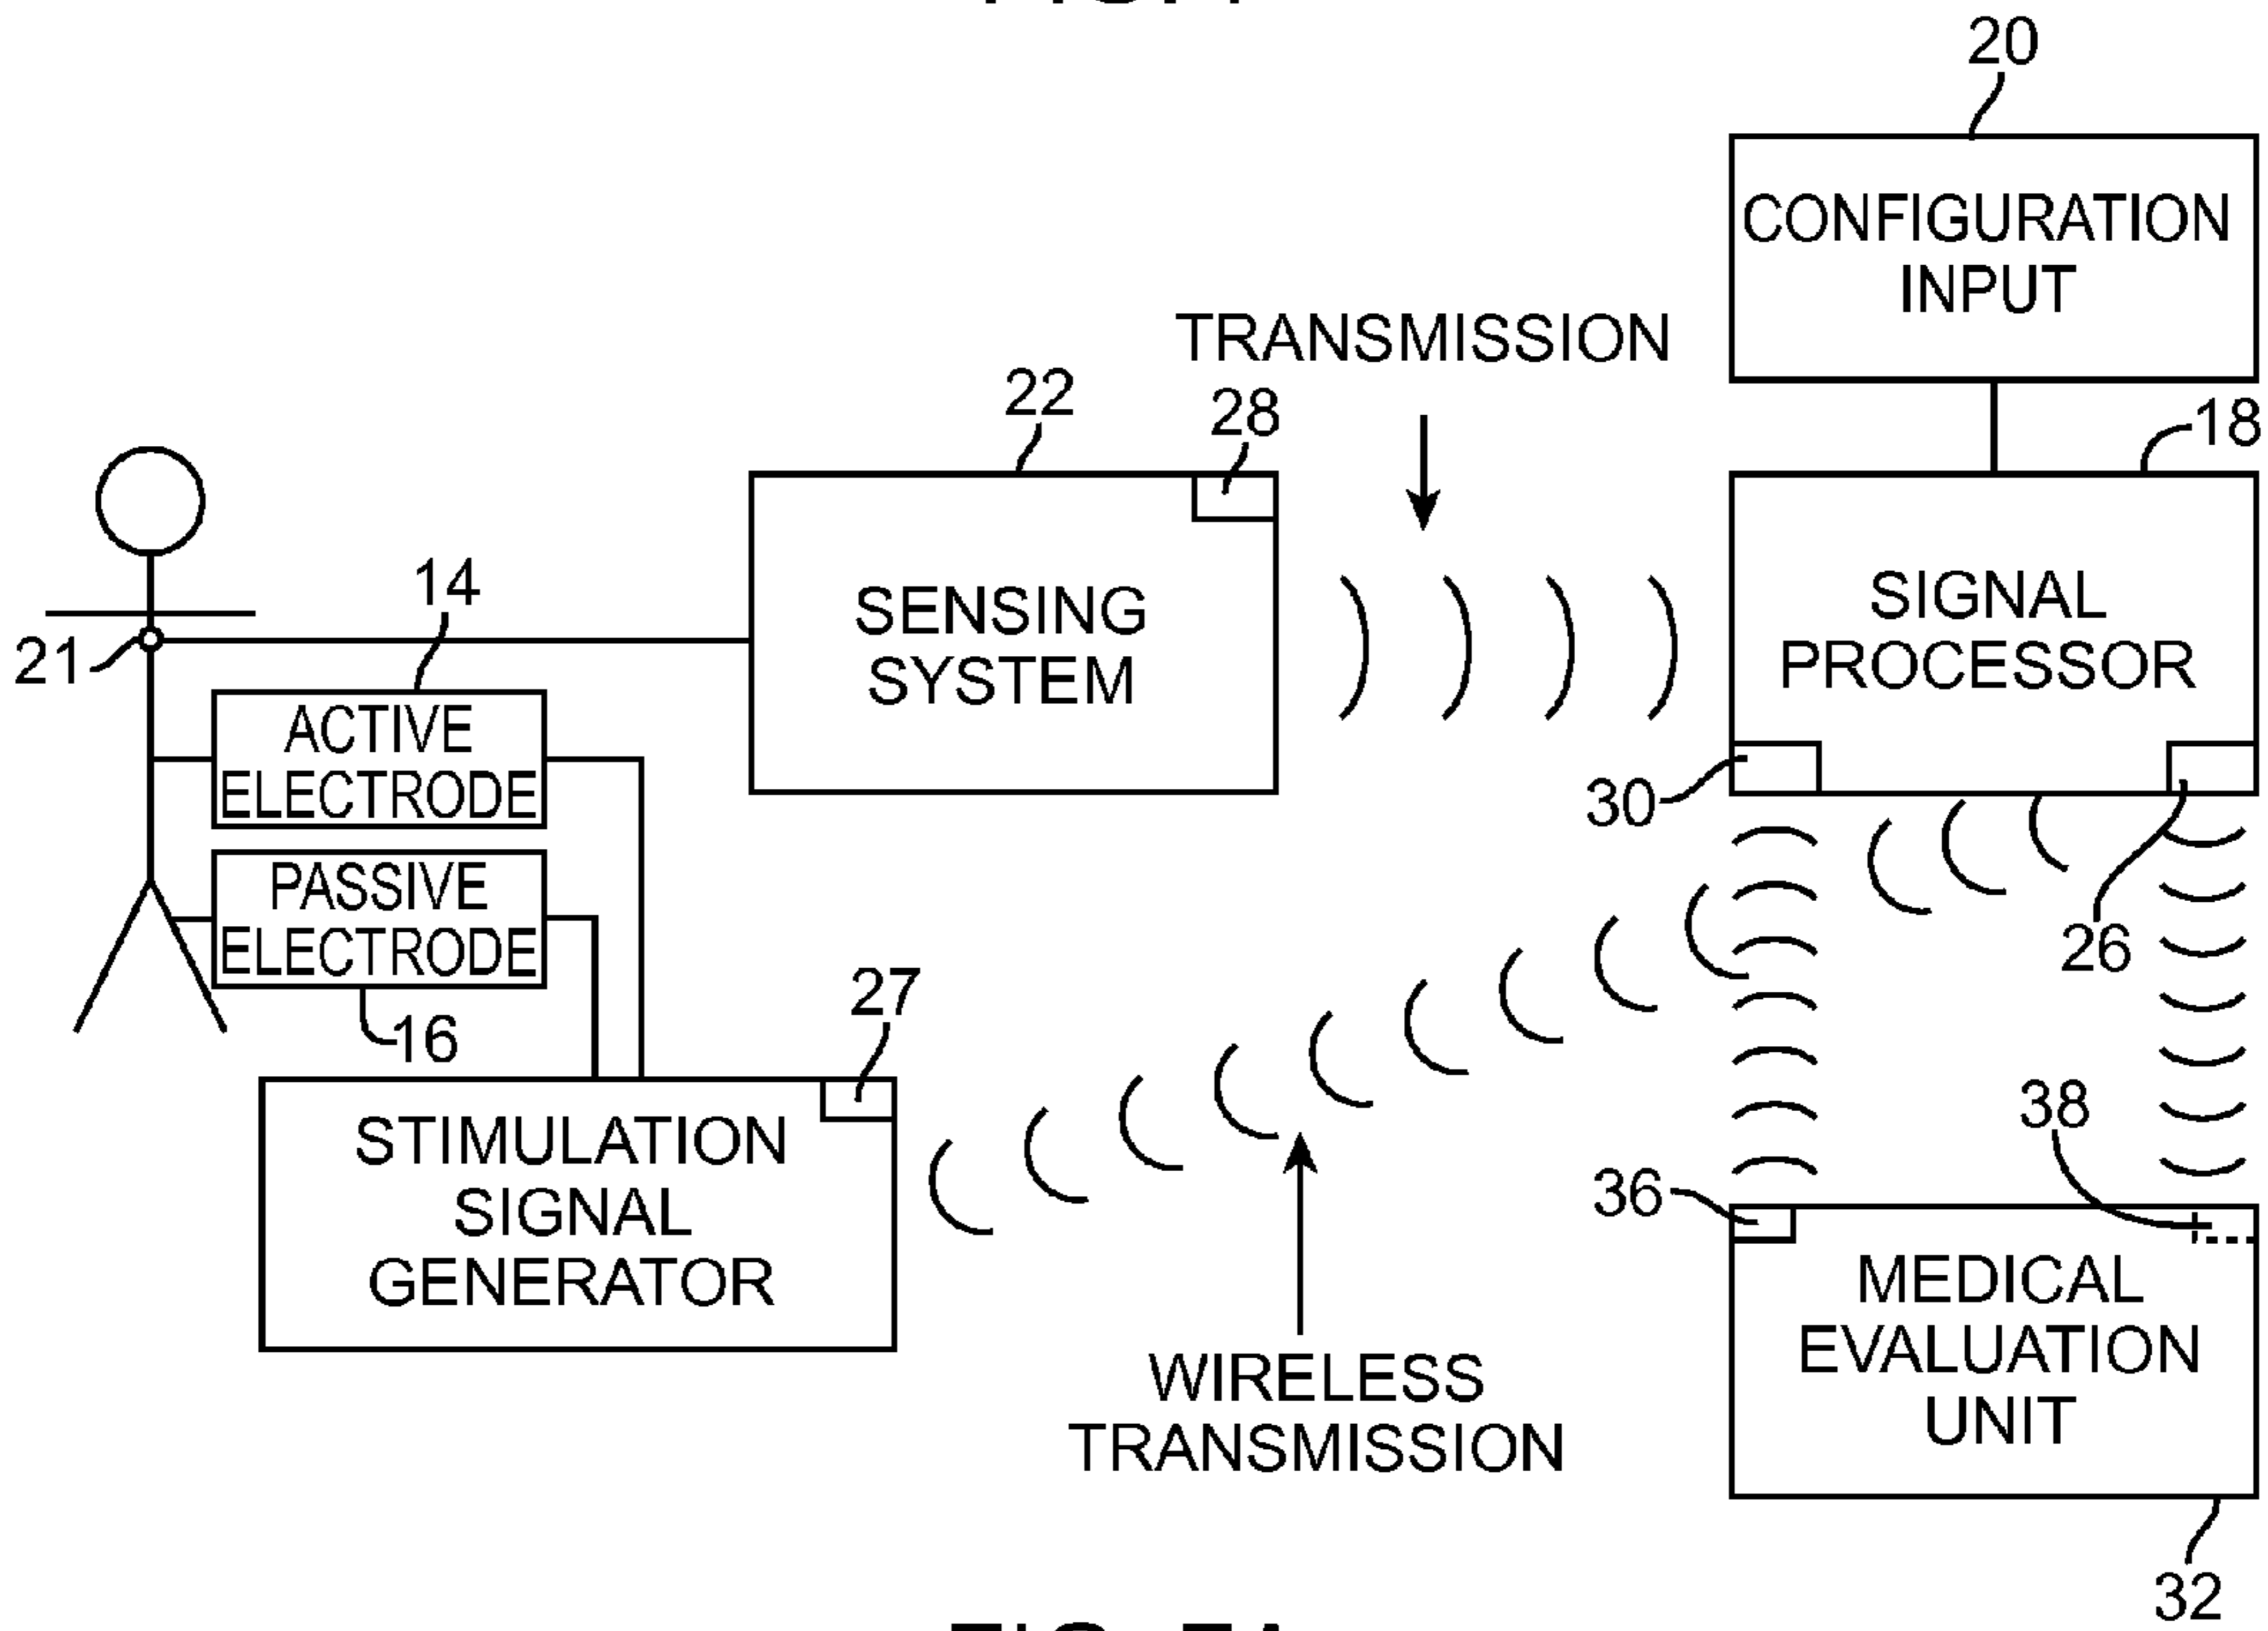 20
CONFIGURATION
INPUT
TRANSMISSION
22
28
18
14
SENSING
SYSTEM
SIGNAL
PROCESSOR
21
ACTIVE
ELECTRODE
30
PASSIVE
ELECTRODE
26
27
16
38
STIMULATION
SIGNAL
GENERATOR
36
MEDICAL
EVALUATION
UNIT
WIRELESS
TRANSMISSION
32